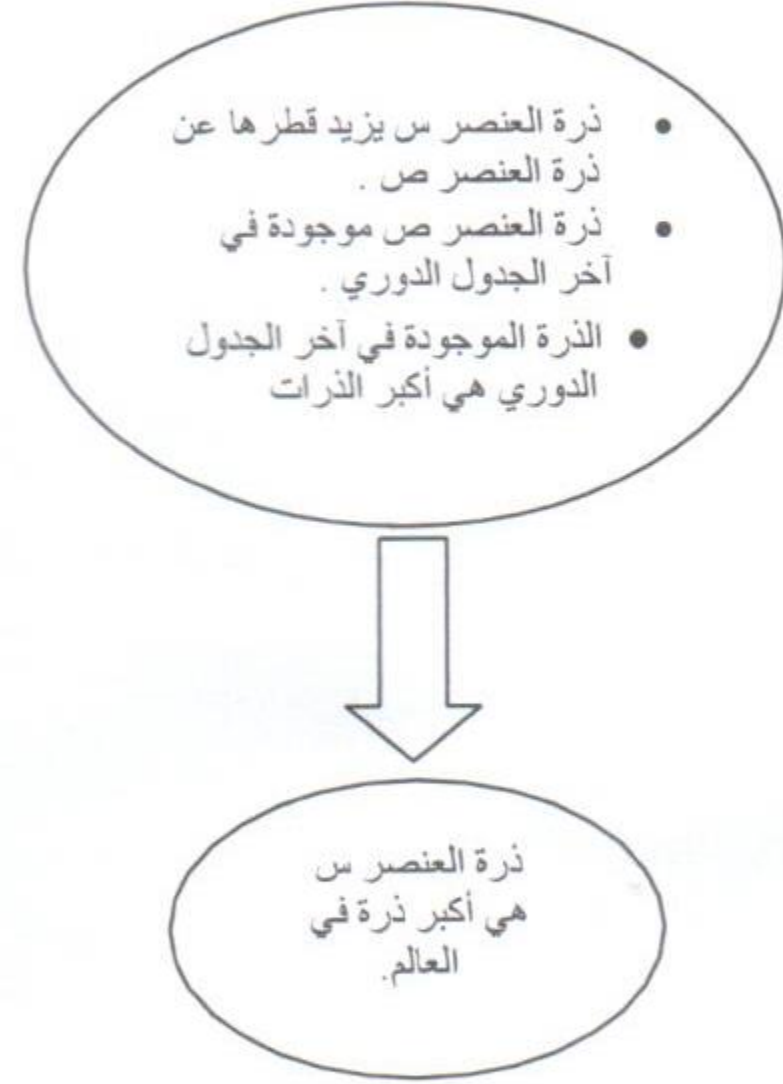 • ذرة العنصر س يزيد قطرها عن
ذرة العنصر ص .
• ذرة العنصر ص موجودة في
آخر الجدول الدوري .
• الذرة الموجودة في آخر الجدول
الدوري هي أكبر الذرات
ذرة العنصر س
هي أكبر ذرة في
العالم.